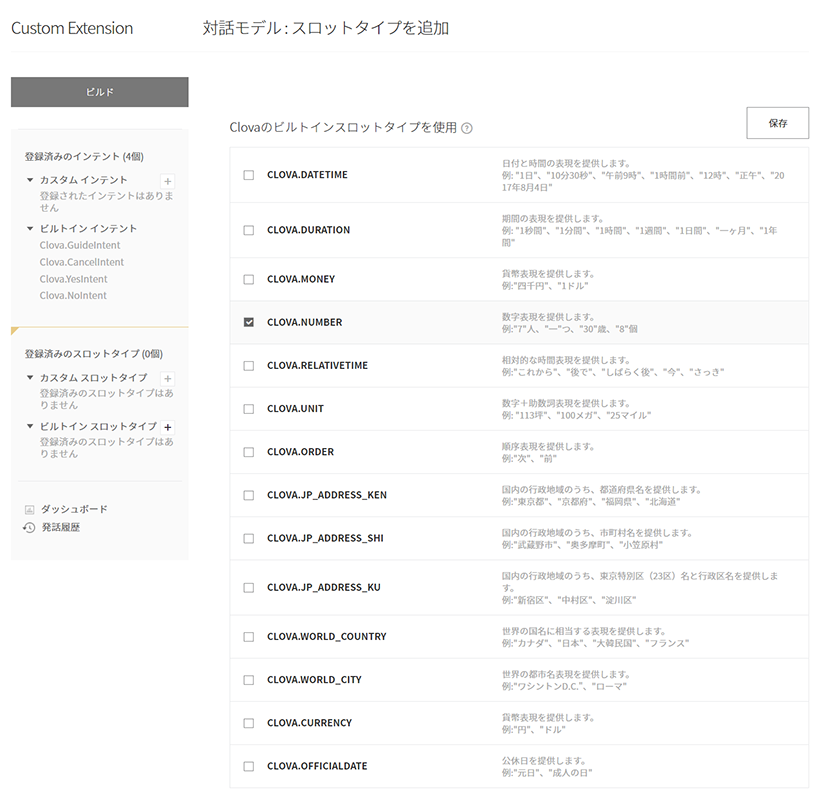 Custom Extension
対話モデル : スロットタイプを追加
ビルド
登録済みのインテント (4個)
カスタム インテント +
登録されたインテントはありま
せん
ビルトイン インテント
Clova.GuideIntent
Clova.CancelIntent
Clova.YesIntent
Clova.NoIntent
登録済みのスロットタイプ (0個)
カスタム スロットタイプ +
登録済みのスロットタイプはあ
りません
ビルトイン スロットタイプ +
登録済みのスロットタイプはあ
りません
ダッシュボード
発話履歴
Clovaのビルトインスロットタイプを使用 ?
保存
CLOVA.DATETIME
日付と時間の表現を提供します。
例: "1日"、"10分30秒"、"午前9時"、"1時間前"、"12時"、"正午"、"20
17年8月4日"
CLOVA.DURATION
期間の表現を提供します。
例: "1秒間"、"1分間"、"1時間"、"1週間"、"1日間"、"一ヶ月"、"1年
間"
CLOVA.MONEY
貨幣表現を提供します。
例:"四千円"、"1ドル"
CLOVA.NUMBER
数字表現を提供します。
例:"7"人、"一"つ、"30"歳、"8"個
CLOVA.RELATIVETIME
相対的な時間表現を提供します。
例:"これから"、"後で"、"しばらく後"、"今"、"さっき"
CLOVA.UNIT
数字＋助数詞表現を提供します。
例: "113坪"、"100メガ"、"25マイル"
CLOVA.ORDER
順序表現を提供します。
例:"次"、"前"
CLOVA.JP_ADDRESS_KEN
国内の行政地域のうち、都道府県名を提供します。
例:"東京都"、"京都府"、"福岡県"、"北海道"
CLOVA.JP_ADDRESS_SHI
国内の行政地域のうち、市町村名を提供します。
例:"武蔵野市"、"奥多摩町"、"小笠原村"
CLOVA.JP_ADDRESS_KU
国内の行政地域のうち、東京特別区（23区）名と行政区名を提供しま
す。
例:"新宿区"、"中村区"、"淀川区"
CLOVA.WORLD_COUNTRY
世界の国名に相当する表現を提供します。
例:"カナダ"、"日本"、"大韓民国"、"フランス"
CLOVA.WORLD_CITY
世界の都市名表現を提供します。
例:"ワシントンD.C."、"ローマ"
CLOVA.CURRENCY
貨幣表現を提供します。
例:"円"、"ドル"
CLOVA.OFFICIALDATE
公休日を提供します。
例:"元日"、"成人の日"